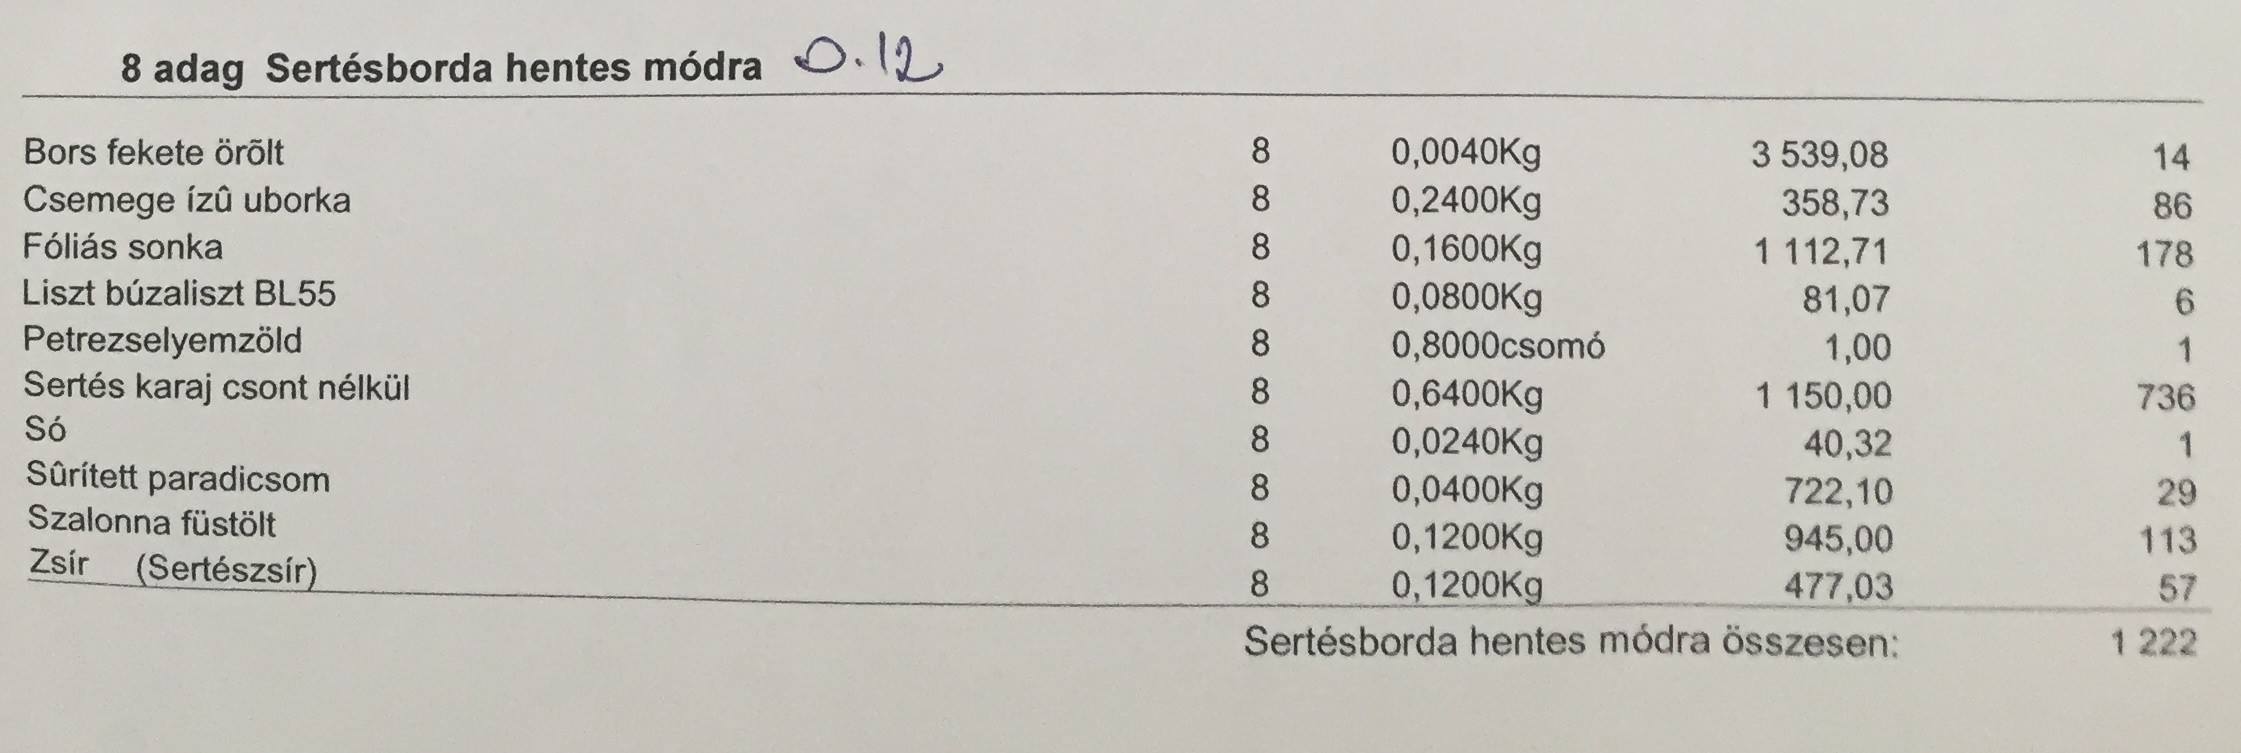 8 adag Sertésborda hentes módra 0.12
Bors fekete örõlt 8 0,0040Kg 3 539,08 14
Csemege ízû uborka 8 0,2400Kg 358,73 86
Fóliás sonka 8 0,1600Kg 1 112,71 178
Liszt búzaliszt BL55 8 0,0800Kg 81,07 6
Petrezselyemzöld 8 0,8000csomó 1,00 1
Sertés karaj csont nélkül 8 0,6400Kg 1 150,00 736
Só 8 0,0240Kg 40,32 1
Sûrített paradicsom 8 0,0400Kg 722,10 29
Szalonna füstölt 8 0,1200Kg 945,00 113
Zsír (Sertészsír) 8 0,1200Kg 477,03 57
Sertésborda hentes módra összesen: 1 222